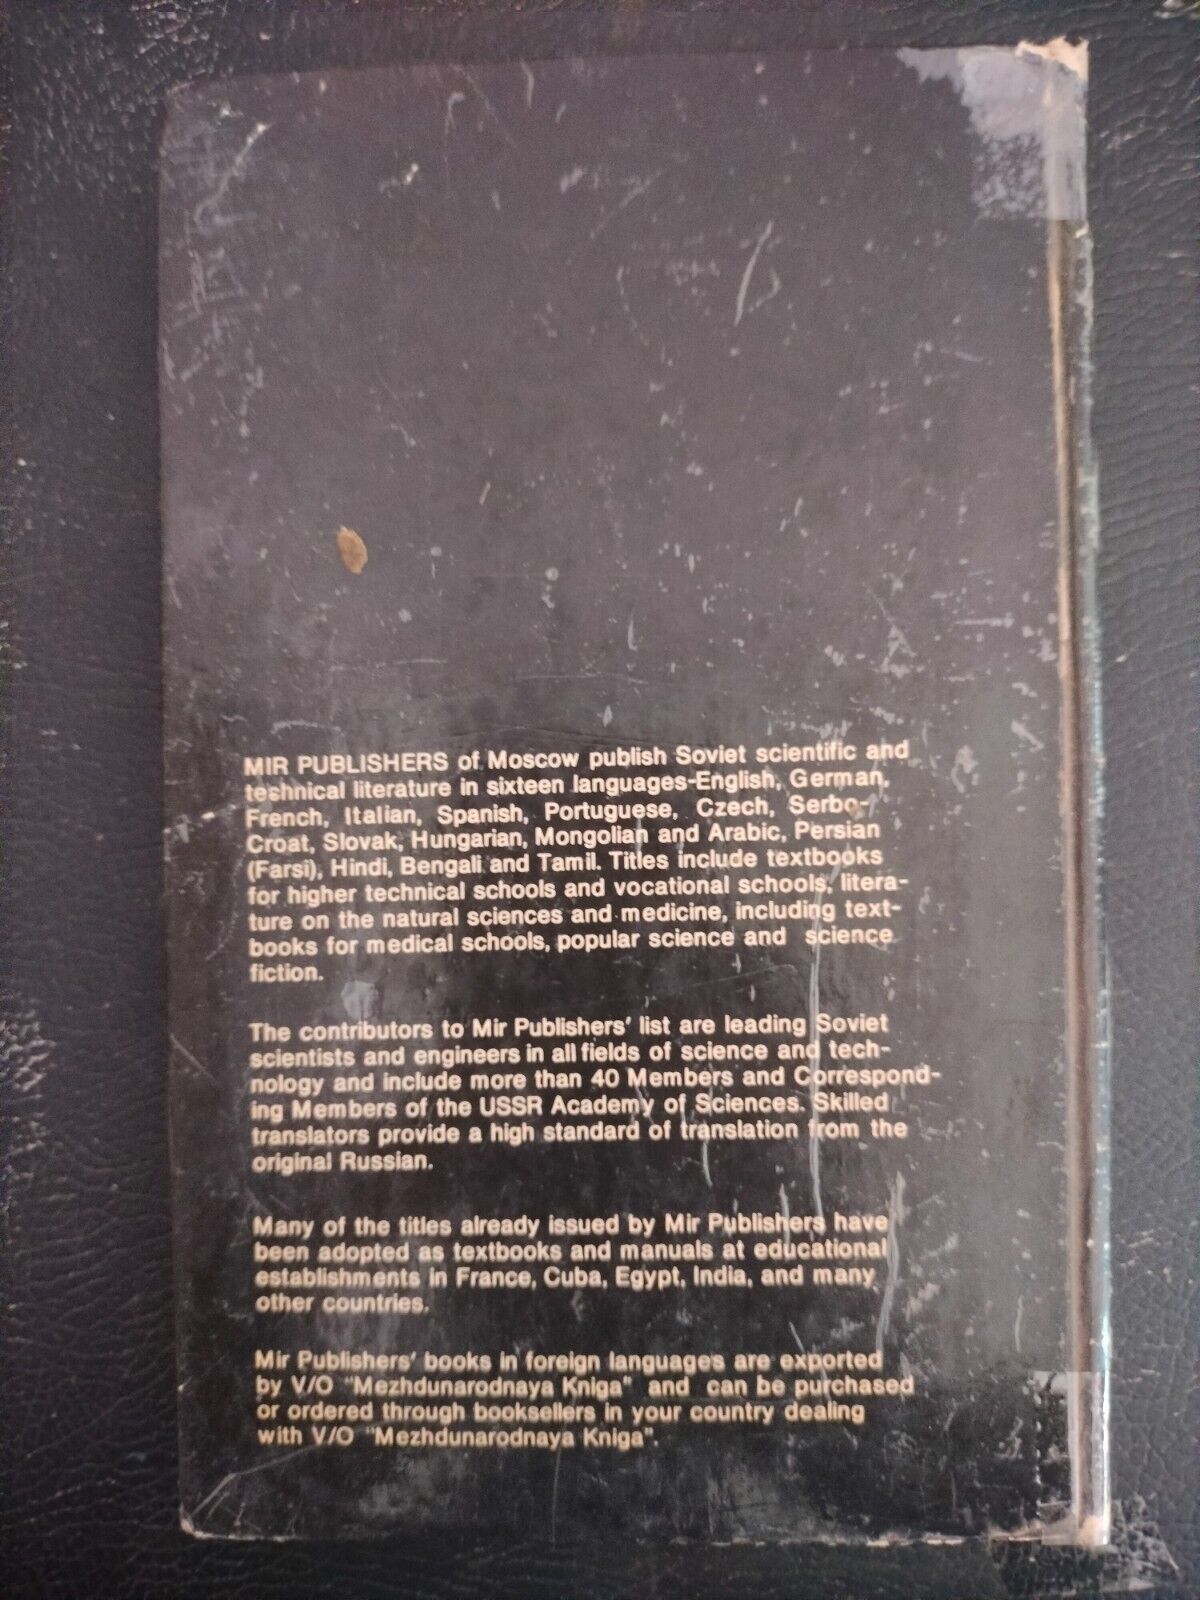 MIR PUBLISHERS of Moscow publish Soviet scientific and
technical literature in sixteen languages-English, German,
French, Italian, Spanish, Portuguese, Czech, Serbo-
Croat, Slovak, Hungarian, Mongolian and Arabic, Persian
(Farsi), Hindi, Bengali and Tamil. Titles include textbooks
for higher technical schools and vocational schools, litera-
ture on the natural sciences and medicine, including text-
books for medical schools, popular science and science
fiction.
The contributors to Mir Publishers' list are leading Soviet
scientists and engineers in all fields of science and tech-
nology and include more than 40 Members and Correspond-
ing Members of the USSR Academy of Sciences. Skilled
translators provide a high standard of translation from the
original Russian.
Many of the titles already issued by Mir Publishers have
been adopted as textbooks and manuals at educational
establishments in France, Cuba, Egypt, India, and many
other countries.
Mir Publishers' books in foreign languages are exported
by V/O "Mezhdunarodnaya Kniga" and can be purchased
or ordered through booksellers in your country dealing
with V/O "Mezhdunarodnaya Kniga".